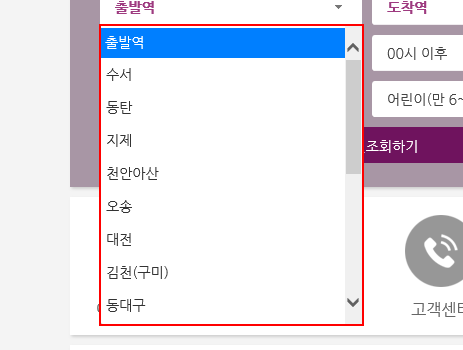 출발역
도착역
출발역
00시 이후
수서
동탄
어린이(만 6~
지제
조회하기
천안아산
오송
대전
김천(구미)
동대구
고객센터